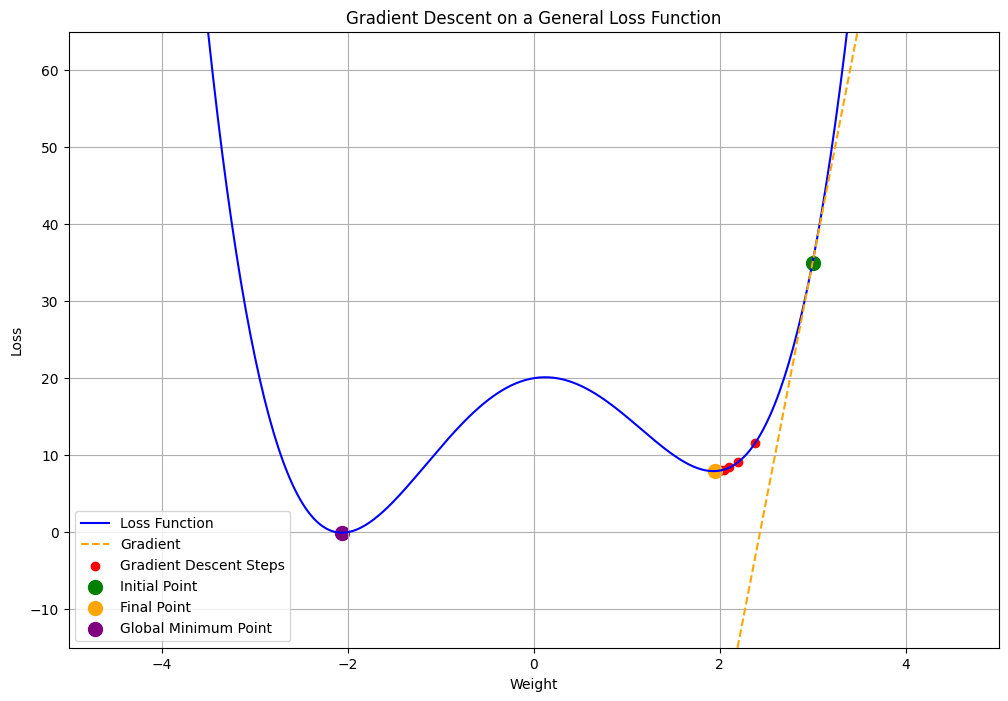 Gradient Descent on a General Loss Function
60
50
40
30
20
10
0
−10
Loss
Loss Function
Gradient
Gradient Descent Steps
Initial Point
Final Point
Global Minimum Point
−4
−2
0
2
4
Weight